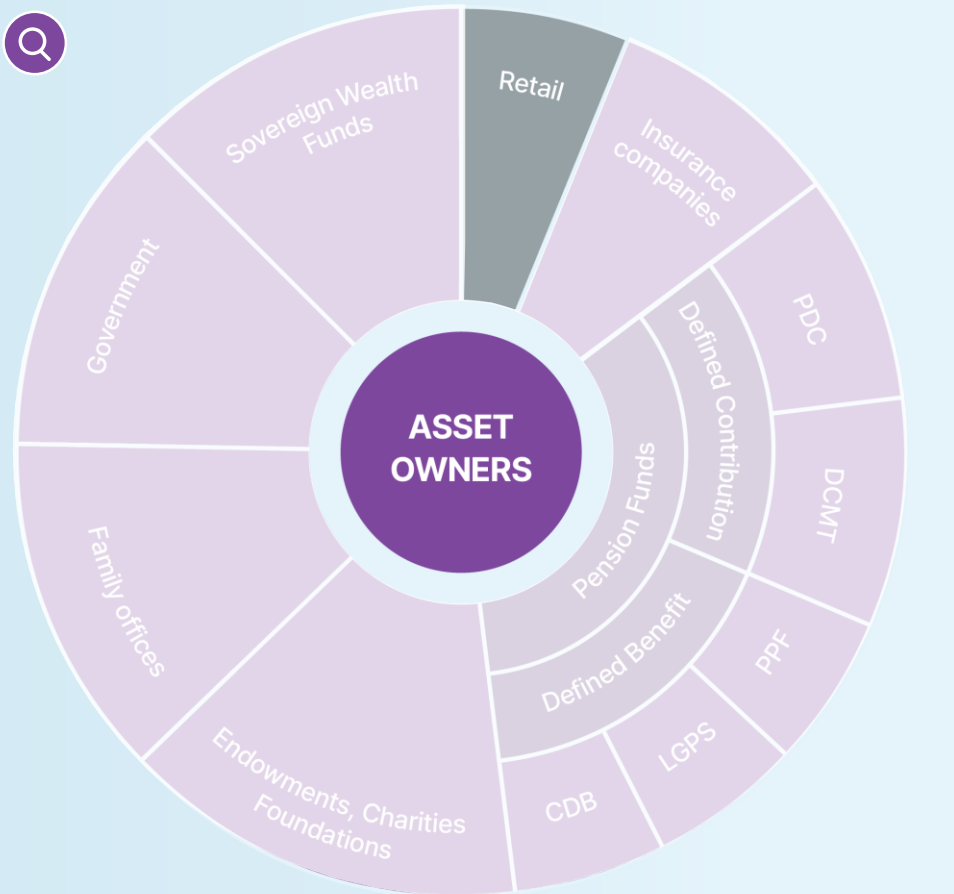 Retail
Insurance
companies
PDC
DCMT
Defined Contribution
Pension Funds
Defined Benefit
PPF
LGPS
CDB
Endowments, Charities
Foundations
Family offices
Government
Sovereign Wealth
Funds
ASSET
OWNERS